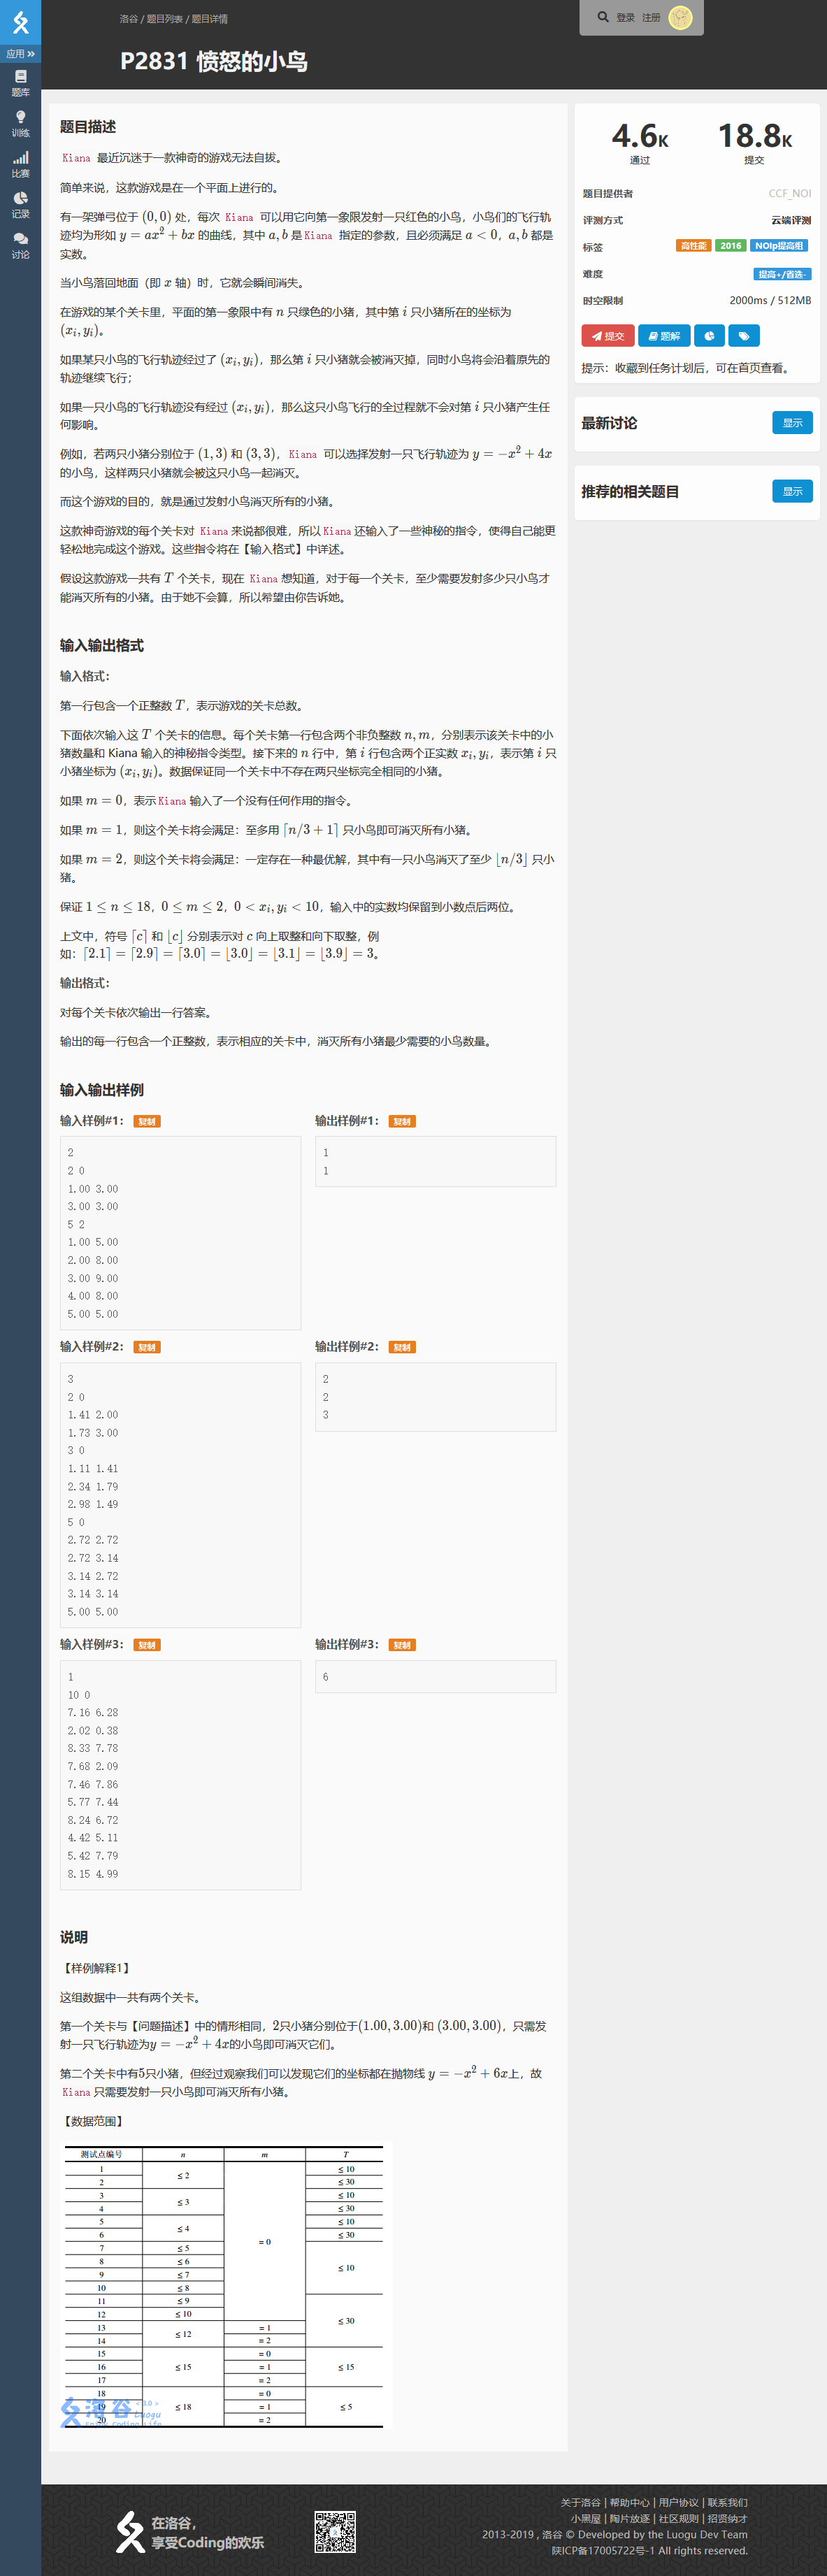 洛谷 / 题目列表 / 题目详情
登录 注册
P2831 愤怒的小鸟
应用
题库
训练
比赛
记录
讨论
题目描述
Kiana 最近沉迷于一款神奇的游戏无法自拔。
简单来说，这款游戏是在一个平面上进行的。
有一架弹弓位于 (0,0) 处，每次 Kiana 可以用它向第一象限发射一只红色的小鸟，小鸟们的飞行轨
迹均为形如 y = ax² + bx 的曲线，其中 a, b 是 Kiana 指定的参数，且必须满足 a < 0，a, b 都是
实数。
当小鸟落回地面（即 x 轴）时，它就会瞬间消失。
在游戏的某个关卡里，平面的第一象限中有 n 只绿色的小猪，其中第 i 只小猪所在的坐标为
(xᵢ, yᵢ)。
如果某只小鸟的飞行轨迹经过了 (xᵢ, yᵢ)，那么第 i 只小猪就会被消灭掉，同时小鸟将会沿着原先的
轨迹继续飞行；
如果一只小鸟的飞行轨迹没有经过 (xᵢ, yᵢ)，那么这只小鸟飞行的全过程就不会对第 i 只小猪产生任
何影响。
例如，若两只小猪分别位于 (1,3) 和 (3,3)， Kiana 可以选择发射一只飞行轨迹为 y = −x² + 4x
的小鸟，这样两只小猪就会被这只小鸟一起消灭。
而这个游戏的目的，就是通过发射小鸟消灭所有的小猪。
这款神奇游戏的每个关卡对 Kiana 来说都很难，所以 Kiana 还输入了一些神秘的指令，使得自己能更
轻松地完成这个游戏。这些指令将在【输入格式】中详述。
假设这款游戏一共有 T 个关卡，现在 Kiana 想知道，对于每一个关卡，至少需要发射多少只小鸟才
能消灭所有的小猪。由于她不会算，所以希望由你告诉她。
输入输出格式
输入格式：
第一行包含一个正整数 T，表示游戏的关卡总数。
下面依次输入这 T 个关卡的信息。每个关卡第一行包含两个非负整数 n, m，分别表示该关卡中的小
猪数量和 Kiana 输入的神秘指令类型。接下来的 n 行中，第 i 行包含两个正实数 xᵢ, yᵢ，表示第 i 只
小猪坐标为 (xᵢ, yᵢ)。数据保证同一个关卡中不存在两只坐标完全相同的小猪。
如果 m = 0，表示 Kiana 输入了一个没有任何作用的指令。
如果 m = 1，则这个关卡将会满足：至多用 ⌈n/3 + 1⌉ 只小鸟即可消灭所有小猪。
如果 m = 2，则这个关卡将会满足：一定存在一种最优解，其中有一只小鸟消灭了至少 ⌊n/3⌋ 只小
猪。
保证 1 ≤ n ≤ 18，0 ≤ m ≤ 2，0 < xᵢ, yᵢ < 10，输入中的实数均保留到小数点后两位。
上文中，符号 ⌈c⌉ 和 ⌊c⌋ 分别表示对 c 向上取整和向下取整，例
如：⌈2.1⌉ = ⌈2.9⌉ = ⌈3.0⌉ = ⌊3.0⌋ = ⌊3.1⌋ = ⌊3.9⌋ = 3。
输出格式：
对每个关卡依次输出一行答案。
输出的每一行包含一个正整数，表示相应的关卡中，消灭所有小猪最少需要的小鸟数量。
输入输出样例
输入样例#1： 复制
2
2 0
1.00 3.00
3.00 3.00
5 2
1.00 5.00
2.00 8.00
3.00 9.00
4.00 8.00
5.00 5.00
输出样例#1： 复制
1
1
输入样例#2： 复制
3
2 0
1.41 2.00
1.73 3.00
3 0
1.11 1.41
2.34 1.79
2.98 1.49
5 0
2.72 2.72
2.72 3.14
3.14 2.72
3.14 3.14
5.00 5.00
输出样例#2： 复制
2
2
3
输入样例#3： 复制
1
10 0
7.16 6.28
2.02 0.38
8.33 7.78
7.68 2.09
7.46 7.86
5.77 7.44
8.24 6.72
4.42 5.11
5.42 7.79
8.15 4.99
输出样例#3： 复制
6
说明
【样例解释1】
这组数据中一共有两个关卡。
第一个关卡与【问题描述】中的情形相同，2只小猪分别位于(1.00,3.00)和 (3.00,3.00)，只需发
射一只飞行轨迹为y = −x² + 4x的小鸟即可消灭它们。
第二个关卡中有5只小猪，但经过观察我们可以发现它们的坐标都在抛物线 y = −x² + 6x上，故
Kiana 只需要发射一只小鸟即可消灭所有小猪。
【数据范围】
测试点编号 n m T
1 ≤ 2 = 0 ≤ 10
2 ≤ 30
3 ≤ 3 ≤ 10
4 ≤ 30
5 ≤ 4 ≤ 10
6 ≤ 30
7 ≤ 5 ≤ 10
8 ≤ 6
9 ≤ 7
10 ≤ 8
11 ≤ 9 ≤ 30
12 ≤ 10
13 ≤ 12 = 1
14 = 2
15 ≤ 15 = 0 ≤ 15
16 = 1
17 = 2
18 ≤ 18 = 0 ≤ 5
19 = 1
20 = 2
洛谷 < 3.0 >
Luogu
Enjoy Coding Life
4.6K
通过
18.8K
提交
题目提供者 CCF_NOI
评测方式 云端评测
标签 高性能 2016 NOIp提高组
难度 提高+/省选-
时空限制 2000ms / 512MB
提交 题解
提示：收藏到任务计划后，可在首页查看。
最新讨论 显示
推荐的相关题目 显示
在洛谷，
享受Coding的欢乐
关于洛谷 | 帮助中心 | 用户协议 | 联系我们
小黑屋 | 陶片放逐 | 社区规则 | 招贤纳才
2013-2019 , 洛谷 © Developed by the Luogu Dev Team
陕ICP备17005722号-1 All rights reserved.